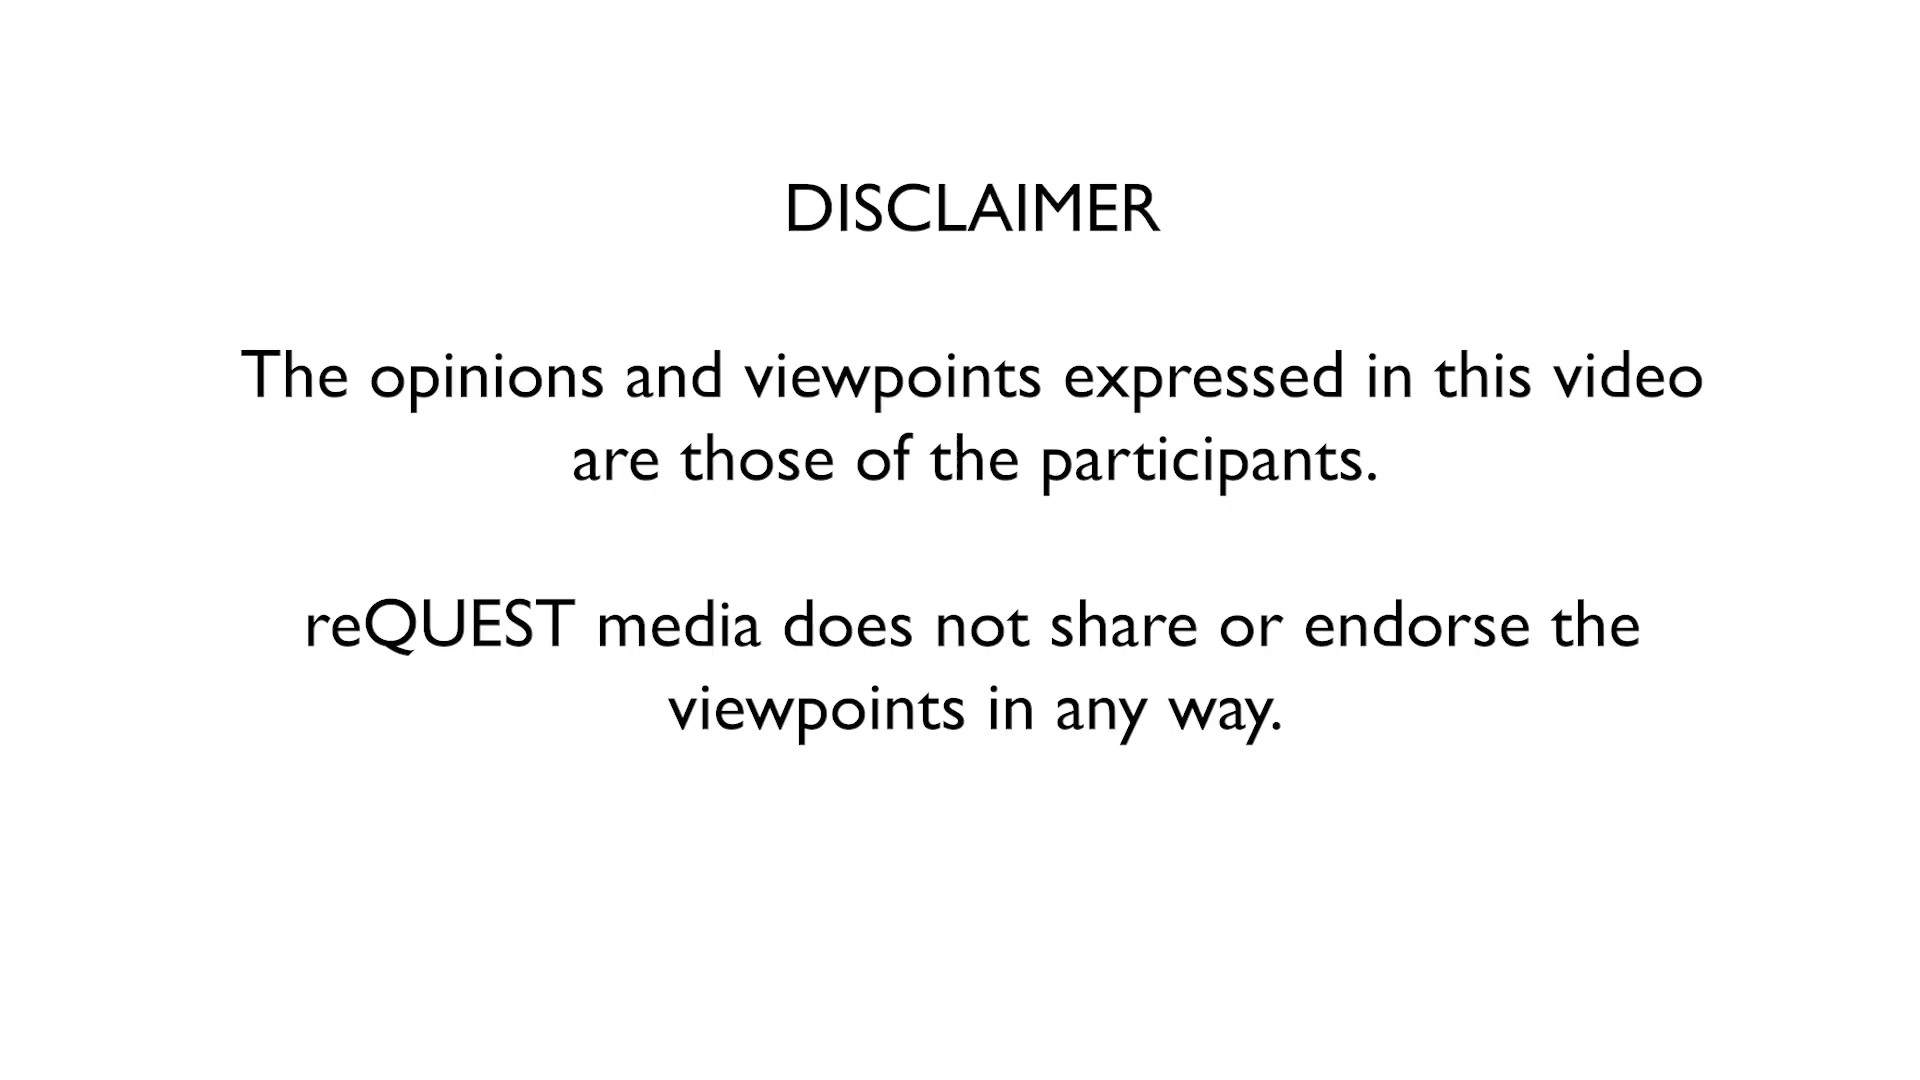 DISCLAIMER
The opinions and viewpoints expressed in this video
are those of the participants.
reQUEST media does not share or endorse the
viewpoints in any way.